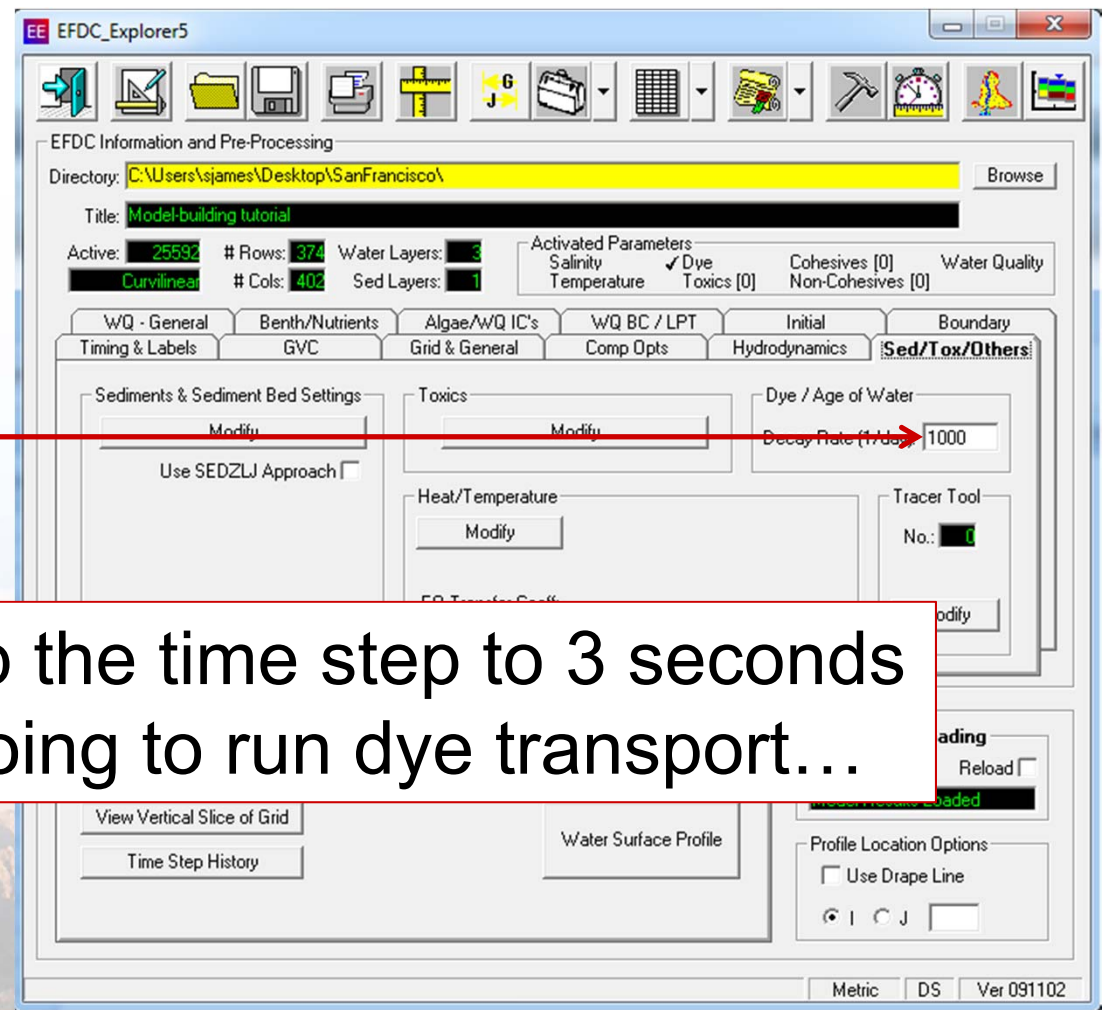 EE EFDC_Explorer5
G
J
EFDC Information and Pre-Processing
Directory: C:\Users\sjames\Desktop\SanFrancisco\ Browse
Title: Model-building tutorial
Active: 25592 # Rows: 374 Water Layers: 3
Curvilinear # Cols: 402 Sed Layers: 1
Activated Parameters
Salinity ✓ Dye Cohesives [0] Water Quality
Temperature Toxics [0] Non-Cohesives [0]
WQ - General Benth/Nutrients Algae/WQ IC's WQ BC / LPT Initial Boundary
Timing & Labels GVC Grid & General Comp Opts Hydrodynamics Sed/Tox/Others
Sediments & Sediment Bed Settings Toxics Dye / Age of Water
Modify Modify Decay Rate (1/day): 1000
Use SEDZLJ Approach
Heat/Temperature Tracer Tool
Modify No.: 0
odify
o the time step to 3 seconds
oing to run dye transport...
ading
Reload
Model Results Loaded
View Vertical Slice of Grid Water Surface Profile
Time Step History
Profile Location Options
Use Drape Line
I J
Metric DS Ver 091102